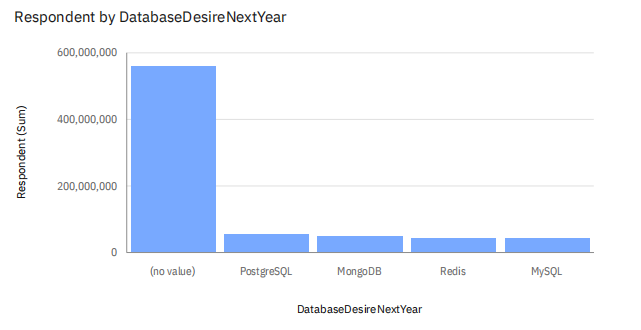 Respondent by DatabaseDesireNextYear
600,000,000
400,000,000
200,000,000
0
Respondent (Sum)
(no value) PostgreSQL MongoDB Redis MySQL
DatabaseDesireNextYear